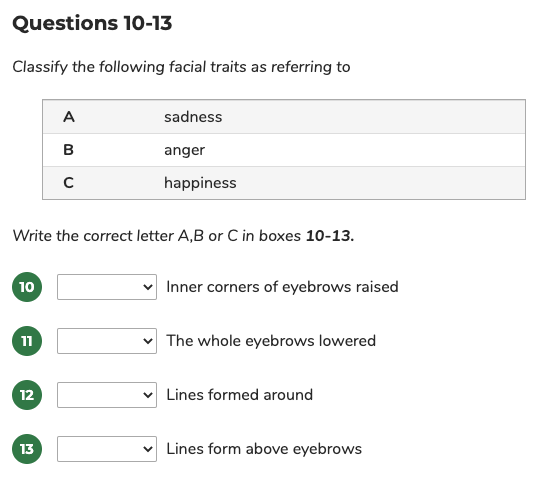 Questions 10-13
Classify the following facial traits as referring to
A sadness
B anger
C happiness
Write the correct letter A,B or C in boxes 10-13.
10 Inner corners of eyebrows raised
11 The whole eyebrows lowered
12 Lines formed around
13 Lines form above eyebrows